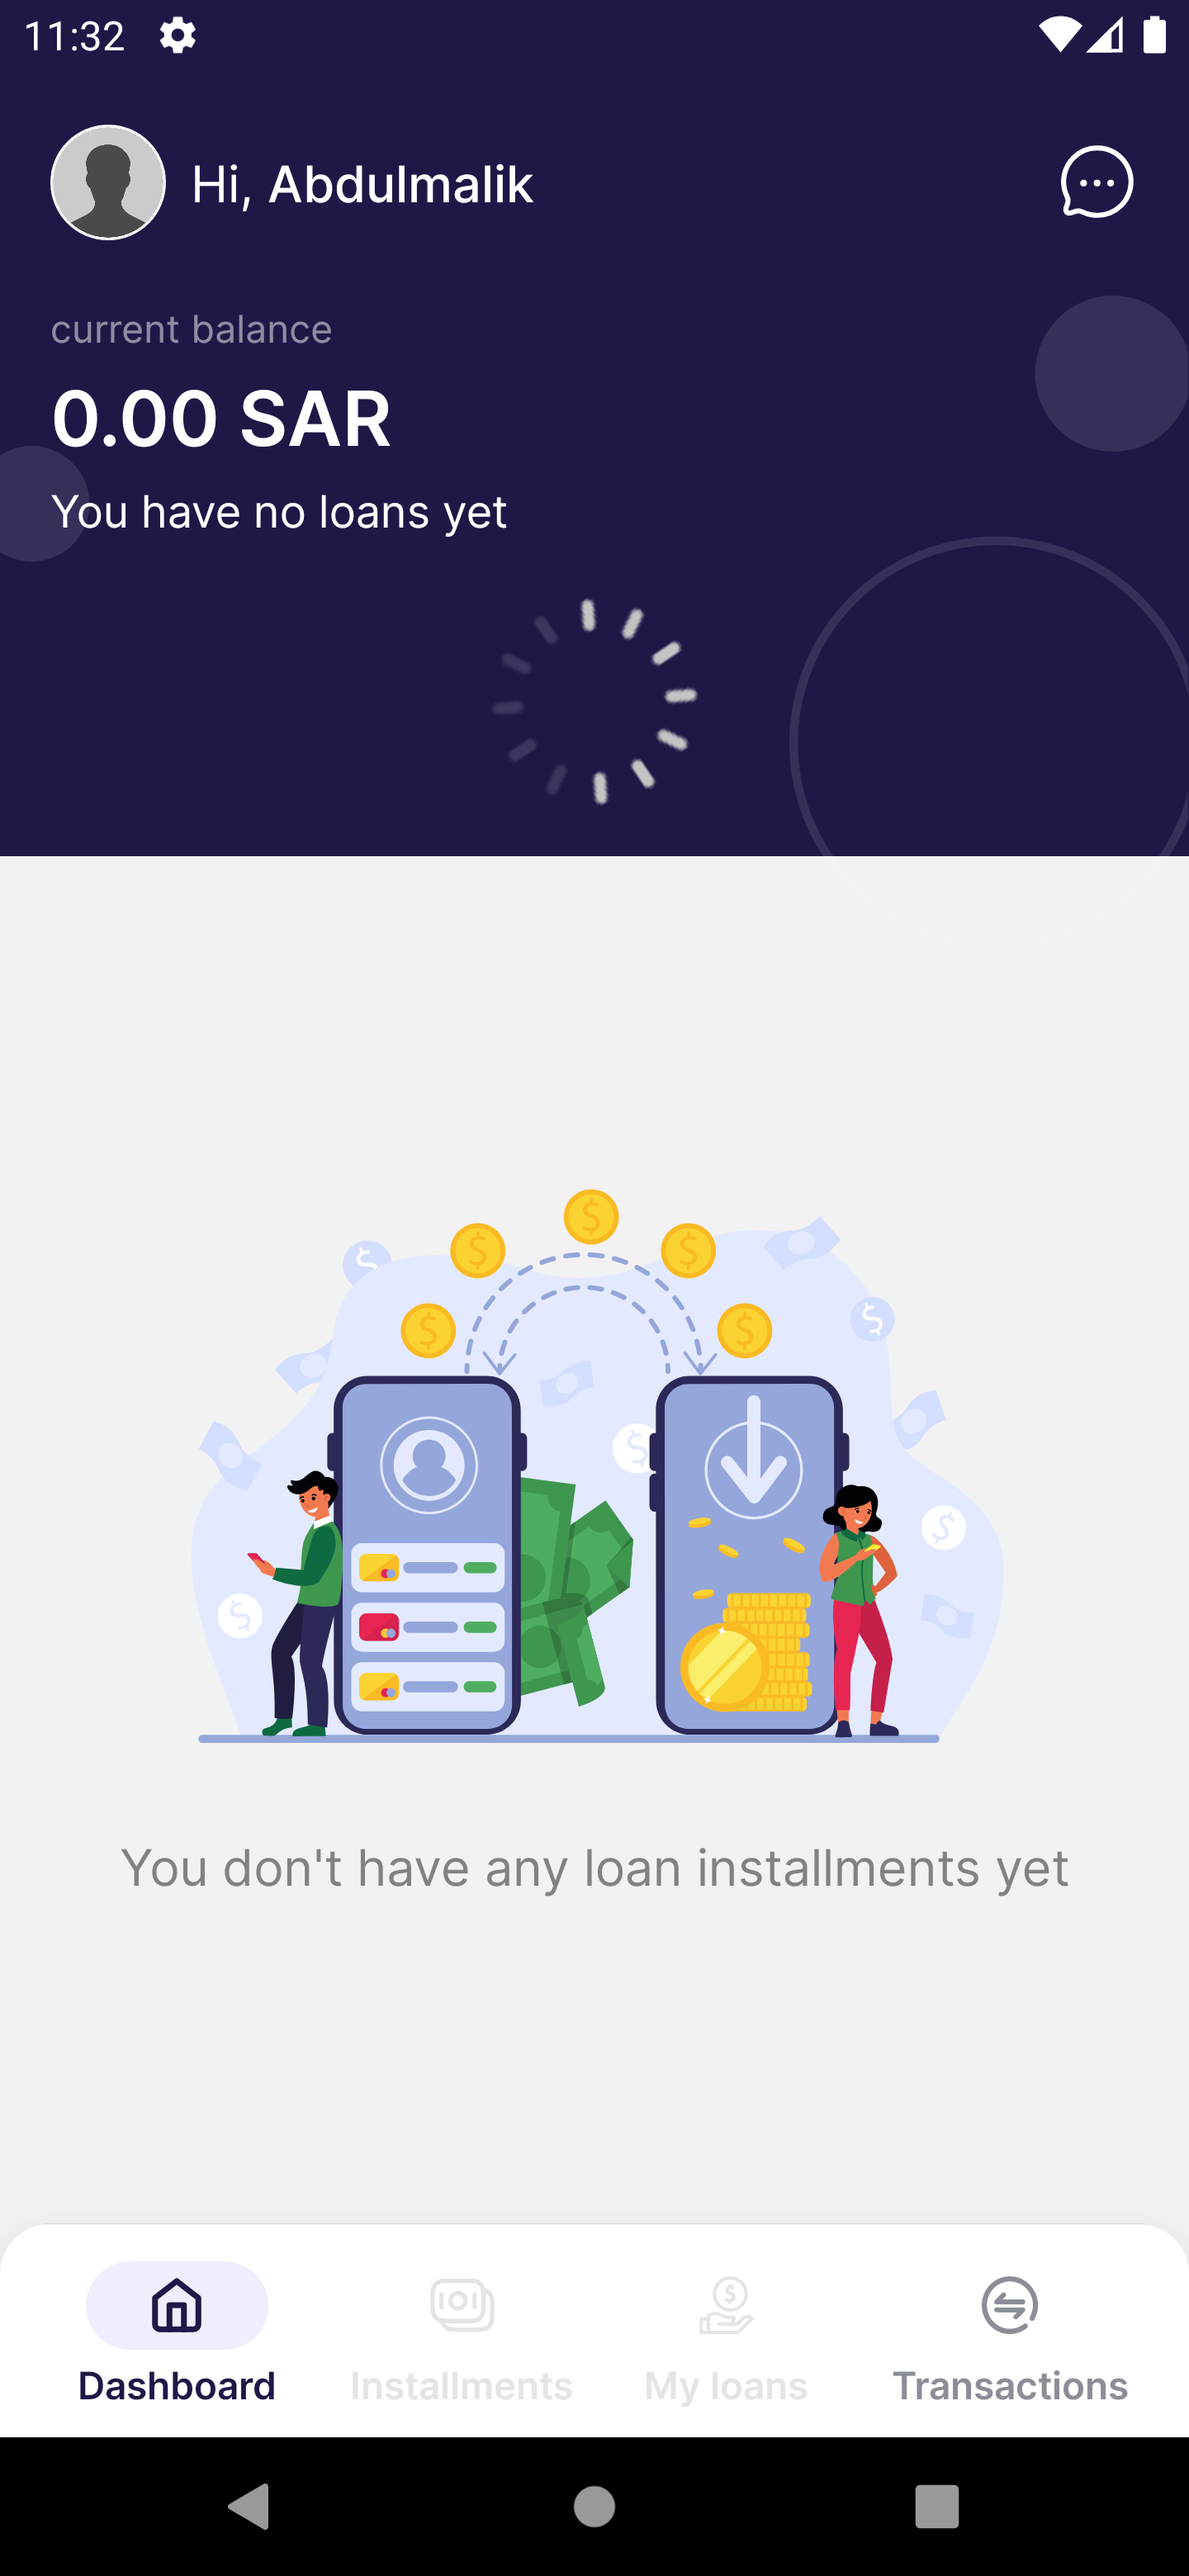 11:32
Hi, Abdulmalik
current balance
0.00 SAR
You have no loans yet
You don't have any loan installments yet
Dashboard
Installments
My loans
Transactions